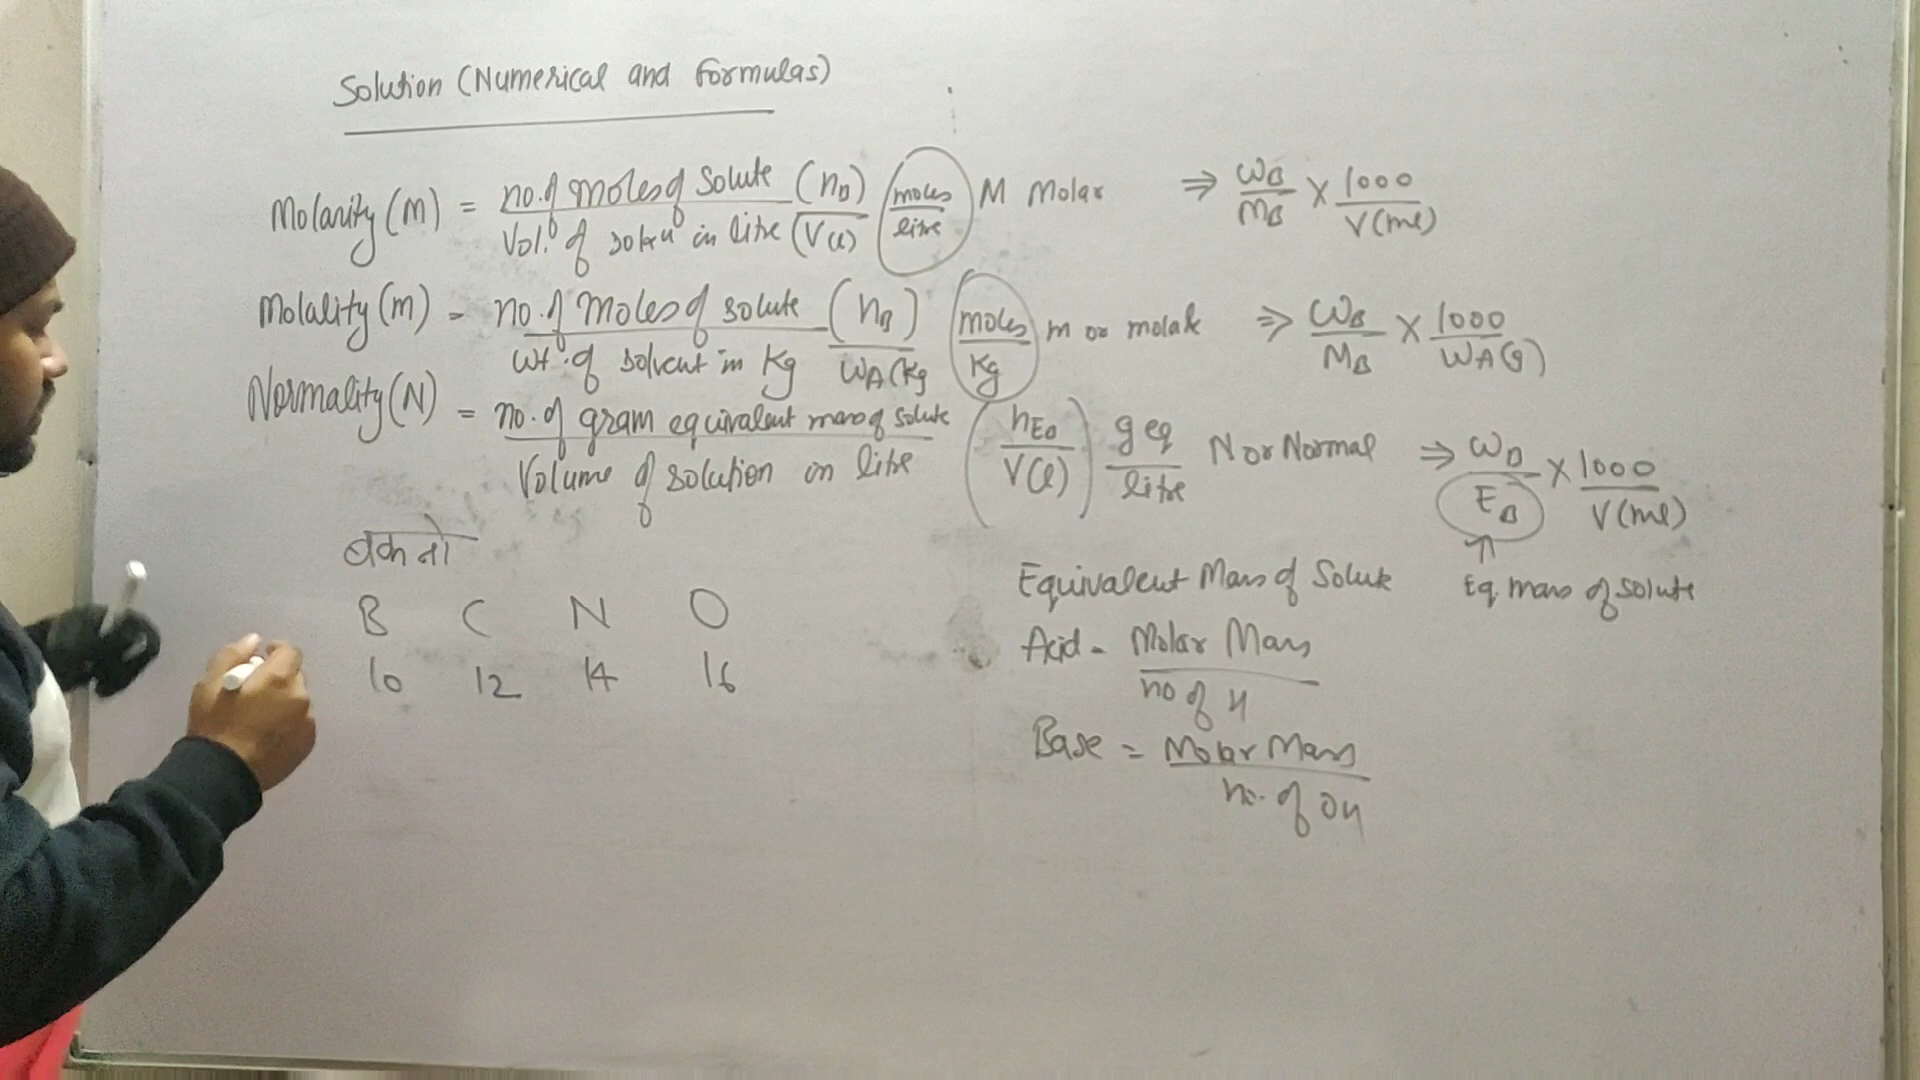 Solution (Numerical and Formulas)
Molarity (M) = no. of moles of solute (nB) / Vol. of solun in litre (V(l)) (moles / litre) M Molar ⇒ WB / MB × 1000 / V(ml)
Molality (m) = no. of moles of solute (nB) / wt. of solvent in Kg WA(Kg (moles / Kg) m or molal ⇒ WB / MB × 1000 / WA(g)
Normality (N) = no. of gram equivalent mass of solute / Volume of solution in litre (nEB / V(l)) g eq / litre N or Normal ⇒ WB / EB × 1000 / V(ml)
↑
Eq. mass of solute
बकनो
B C N O
10 12 14 16
Equivalent Mass of Solute
Acid = Molar Mass / no of H
Base = Molar Mass / no. of OH